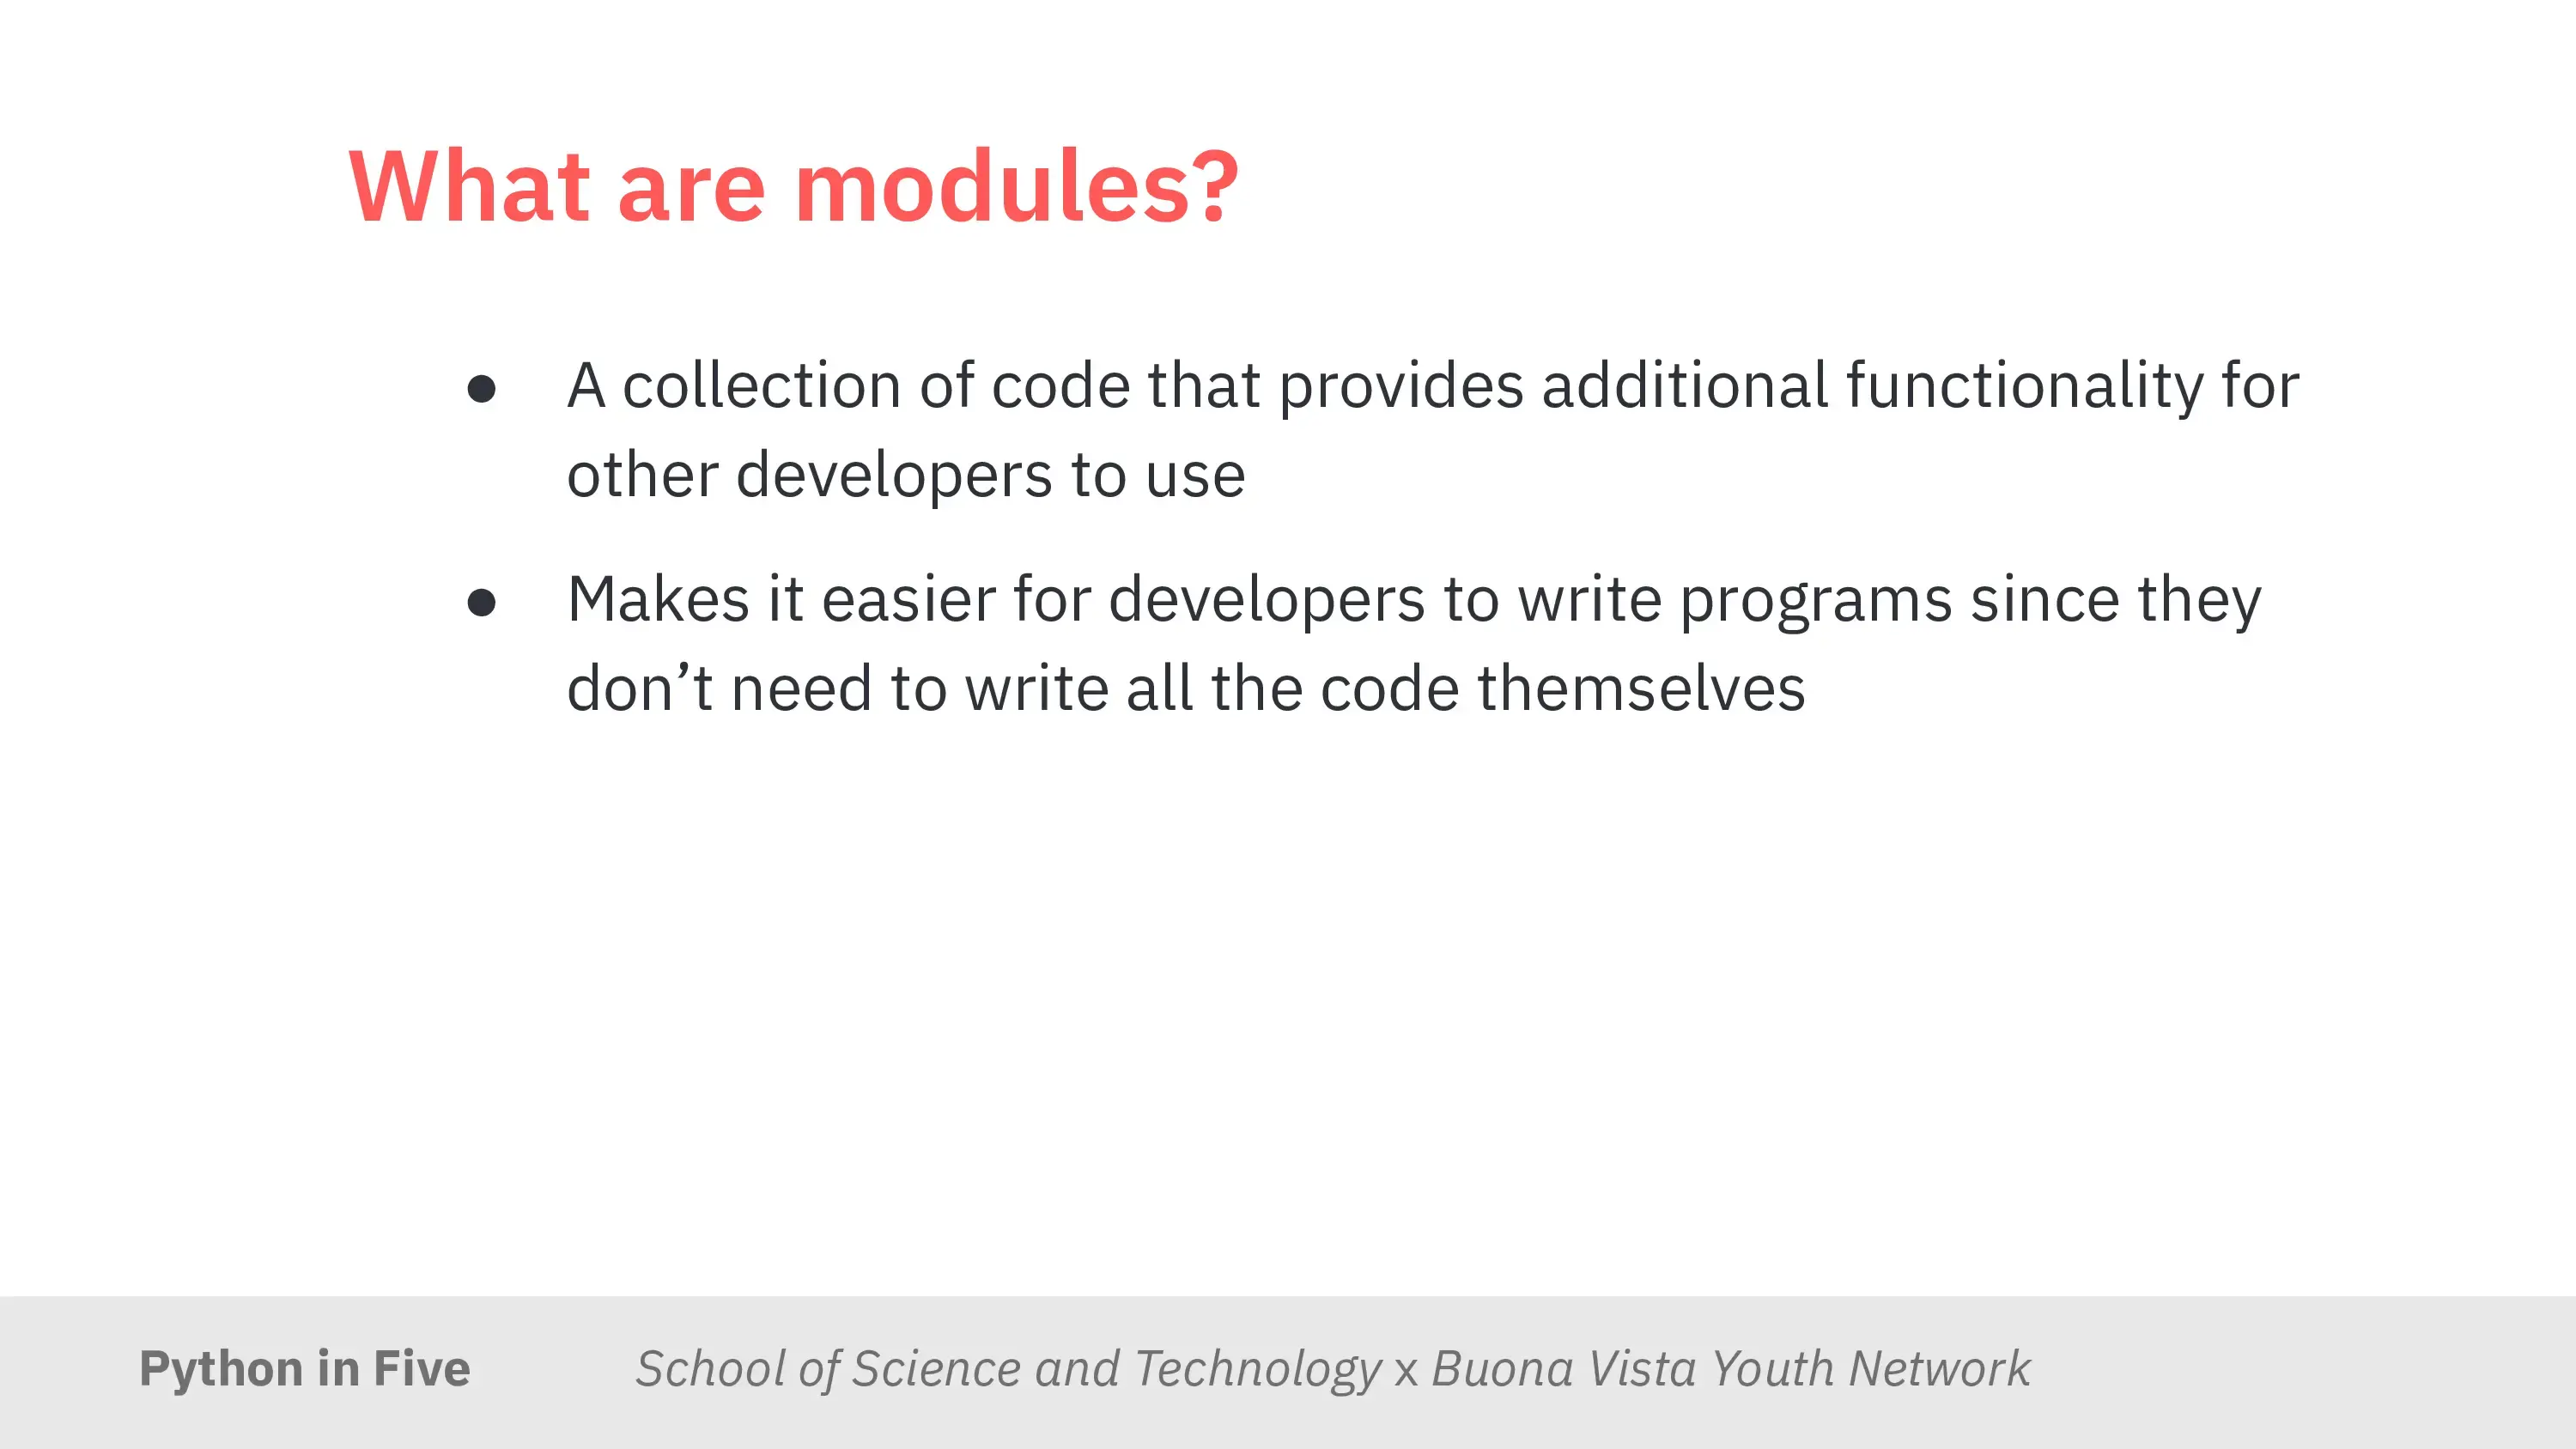 What are modules?
● A collection of code that provides additional functionality for
other developers to use
● Makes it easier for developers to write programs since they
don’t need to write all the code themselves
Python in Five School of Science and Technology x Buona Vista Youth Network